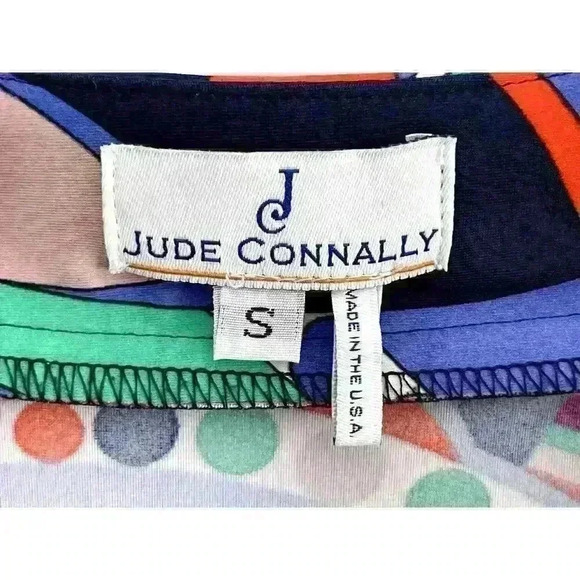 JC
JUDE CONNALLY
S
MADE IN THE U.S.A.